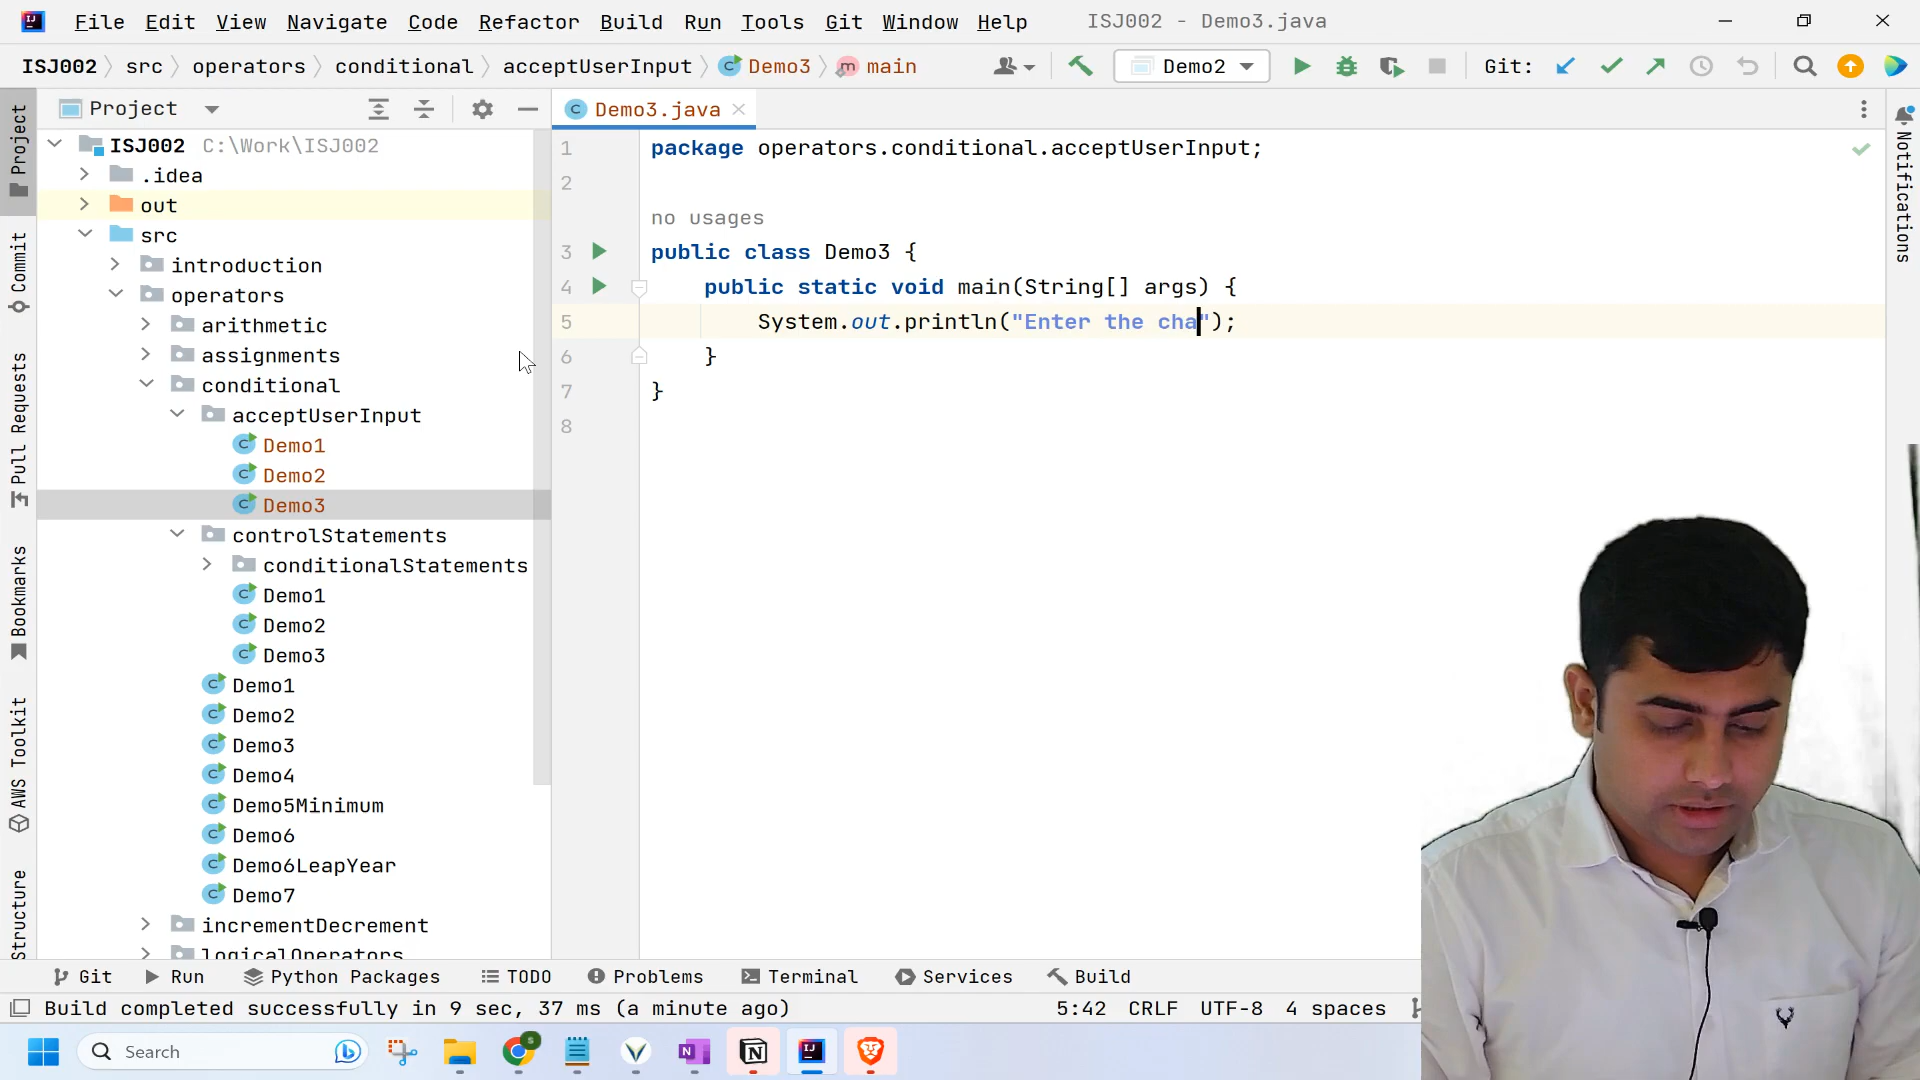 File Edit View Navigate Code Refactor Build Run Tools Git Window Help ISJ002 - Demo3.java
ISJ002 src operators conditional acceptUserInput Demo3 main Demo2 Git:
Project
Demo3.java
ISJ002 C:\Work\ISJ002
.idea
out
src
introduction
operators
arithmetic
assignments
conditional
acceptUserInput
Demo1
Demo2
Demo3
controlStatements
conditionalStatements
Demo1
Demo2
Demo3
Demo1
Demo2
Demo3
Demo4
Demo5Minimum
Demo6
Demo6LeapYear
Demo7
incrementDecrement
logicalOperators
1 package operators.conditional.acceptUserInput;
2
no usages
3 public class Demo3 {
4 public static void main(String[] args) {
5 System.out.println("Enter the cha");
6 }
7 }
8
Project
Commit
Pull Requests
Bookmarks
AWS Toolkit
Structure
Notifications
Git Run Python Packages TODO Problems Terminal Services Build
Build completed successfully in 9 sec, 37 ms (a minute ago) 5:42 CRLF UTF-8 4 spaces
Search